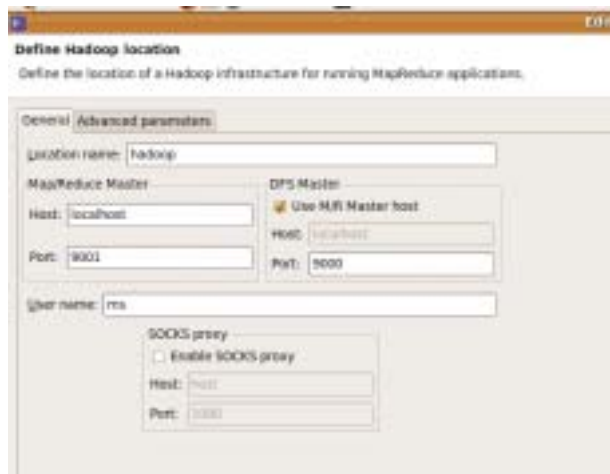 Edit
Define Hadoop location
Define the location of a Hadoop infrastructure for running MapReduce applications.
General Advanced parameters
Location name: hadoop
Map/Reduce Master
Host: localhost
Port: 9001
DFS Master
Use M/R Master host
Host: localhost
Port: 9000
User name: ms
SOCKS proxy
Enable SOCKS proxy
Host: host
Port: 1080